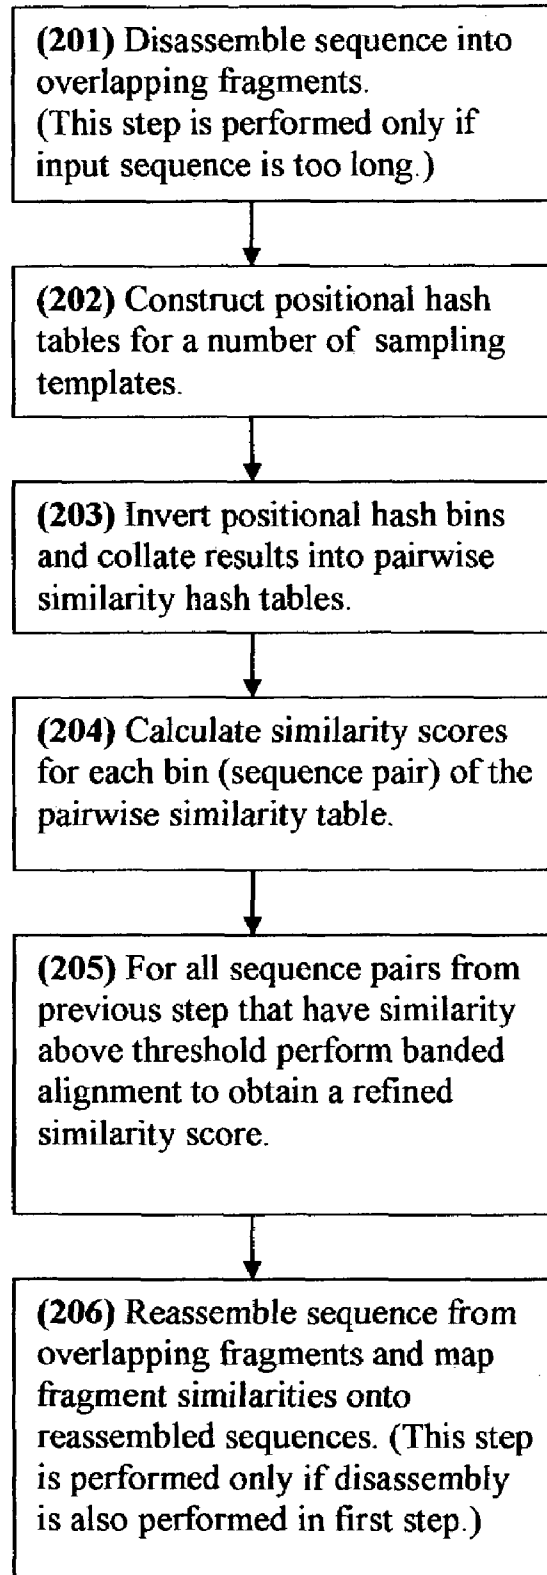 (201) Disassemble sequence into
overlapping fragments.
(This step is performed only if
input sequence is too long.)
(202) Construct positional hash
tables for a number of sampling
templates.
(203) Invert positional hash bins
and collate results into pairwise
similarity hash tables.
(204) Calculate similarity scores
for each bin (sequence pair) of the
pairwise similarity table.
(205) For all sequence pairs from
previous step that have similarity
above threshold perform banded
alignment to obtain a refined
similarity score.
(206) Reassemble sequence from
overlapping fragments and map
fragment similarities onto
reassembled sequences. (This step
is performed only if disassembly
is also performed in first step.)